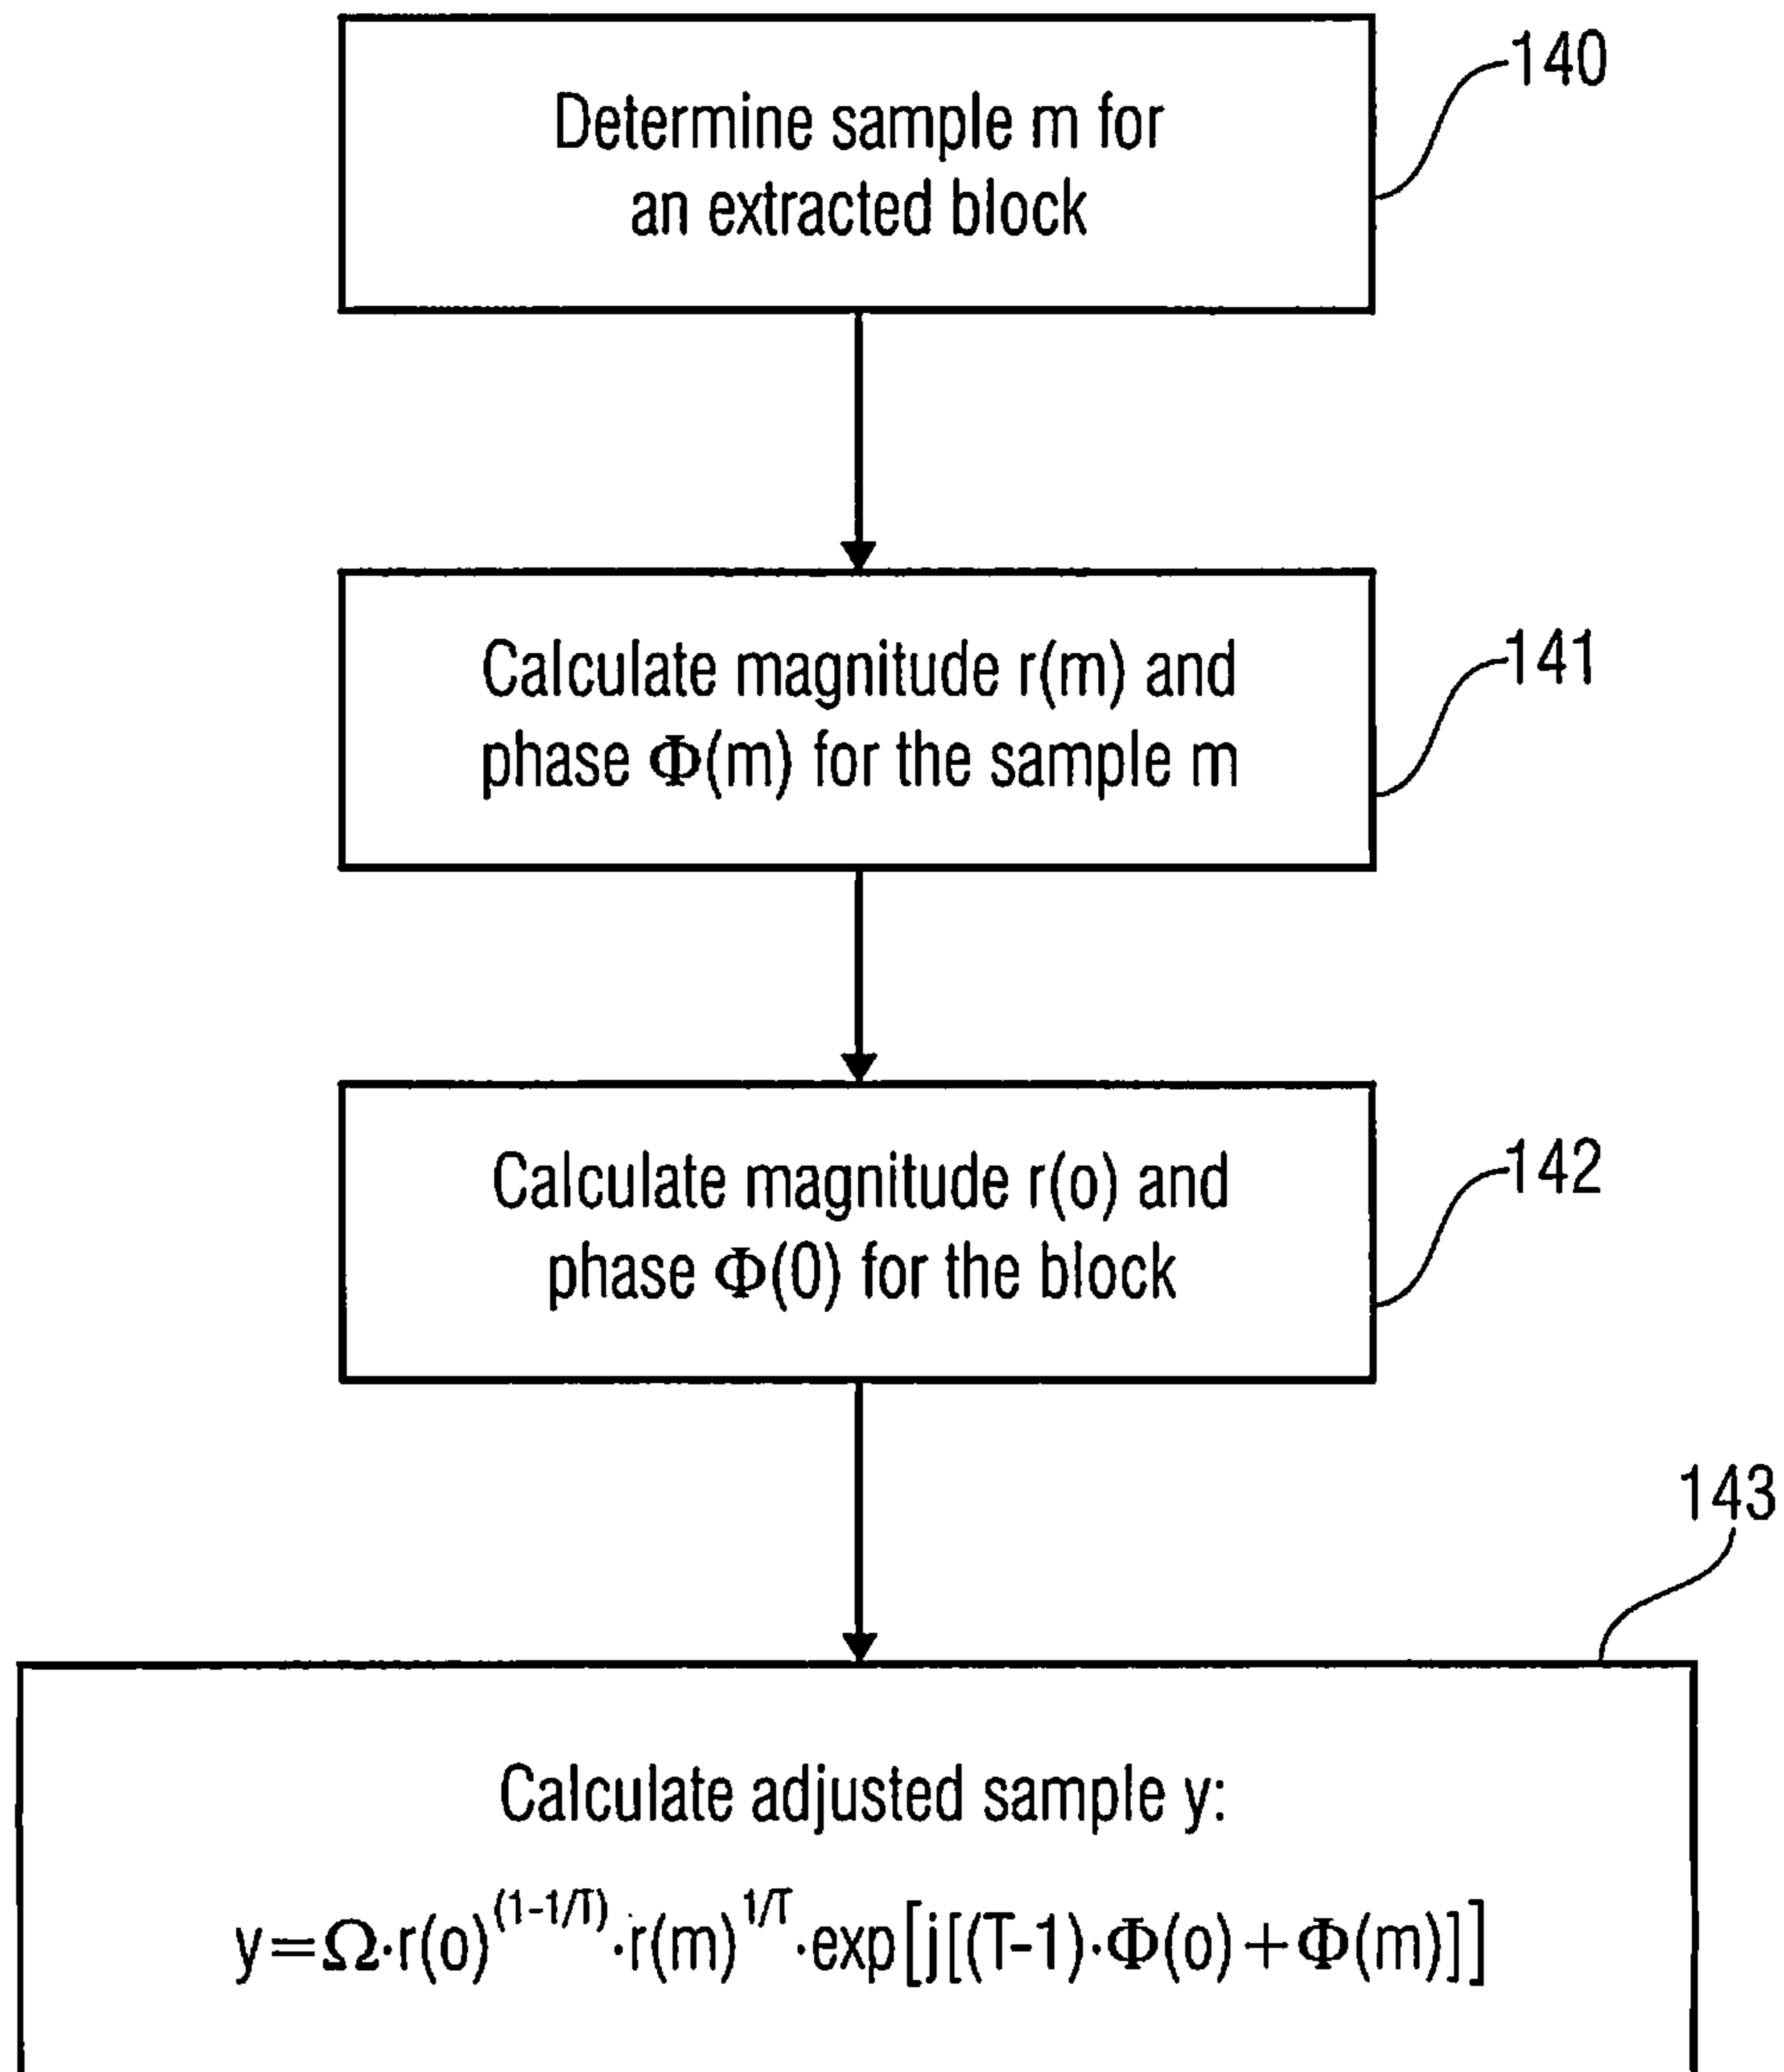 140
Determine sample m for
an extracted block
141
Calculate magnitude r(m) and
phase Φ(m) for the sample m
142
Calculate magnitude r(o) and
phase Φ(0) for the block
143
Calculate adjusted sample y:
y=Ω·r(o)^(1-1/T)·r(m)^1/T·exp[j[(T-1)·Φ(o)+Φ(m)]]